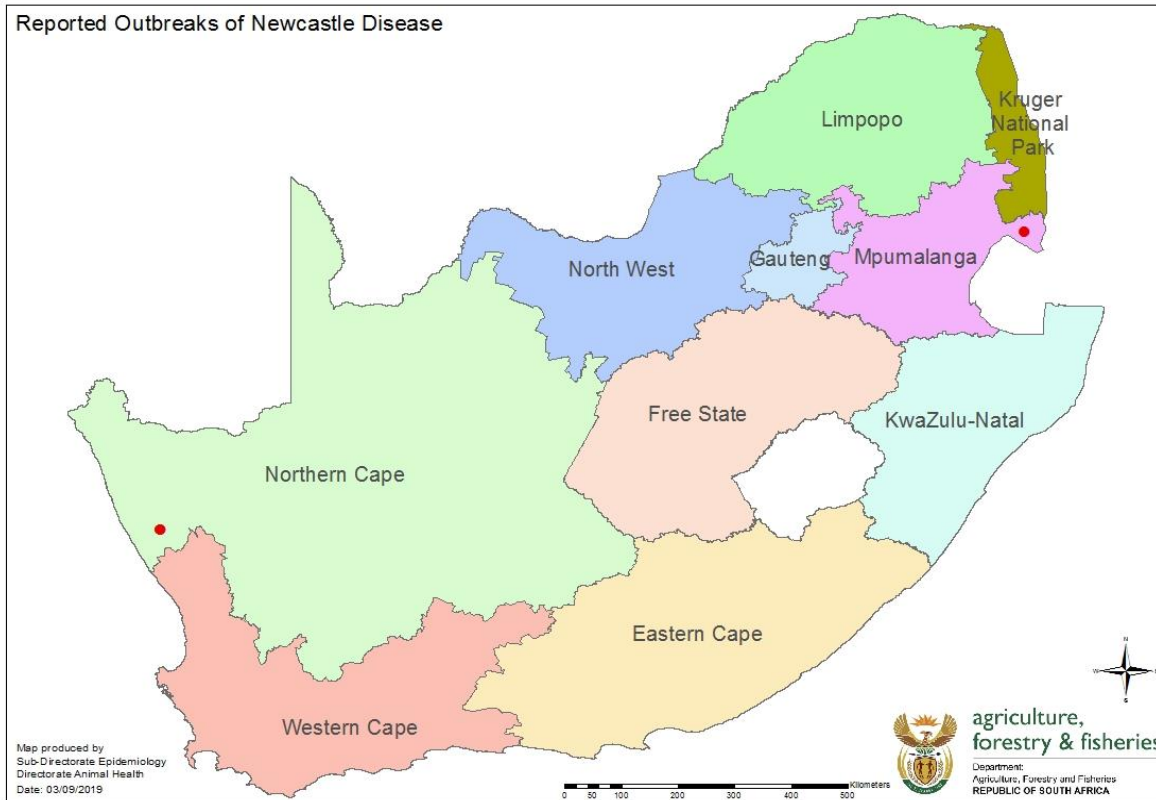 Reported Outbreaks of Newcastle Disease
Kruger
National
Park
Limpopo
North West
Gauteng
Mpumalanga
Free State
KwaZulu-Natal
Northern Cape
Eastern Cape
Western Cape
N
W
S
agriculture,
forestry & fisheries
Department:
Agriculture, Forestry and Fisheries
REPUBLIC OF SOUTH AFRICA
Map produced by
Sub-Directorate Epidemiology
Directorate Animal Health
Date: 03/09/2019
Kilometers
0 50 100 200 300 400 500